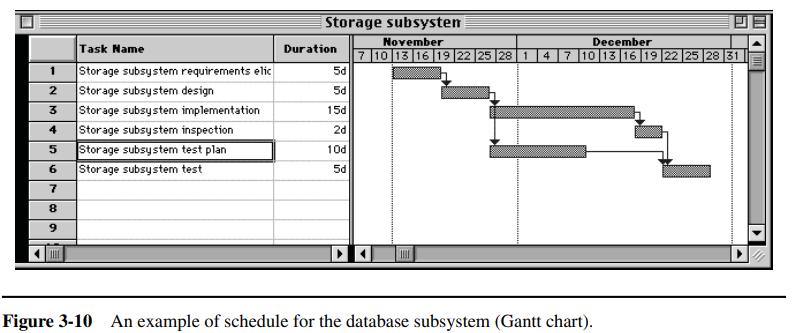 Storage subsysten
Task Name Duration November December
7 10 13 16 19 22 25 28 1 4 7 10 13 16 19 22 25 28 31
1 Storage subsystem requirements elic 5d
2 Storage subsystem design 5d
3 Storage subsystem implementation 15d
4 Storage subsystem inspection 2d
5 Storage subsystem test plan 10d
6 Storage subsystem test 5d
7
8
9
Figure 3-10 An example of schedule for the database subsystem (Gantt chart).